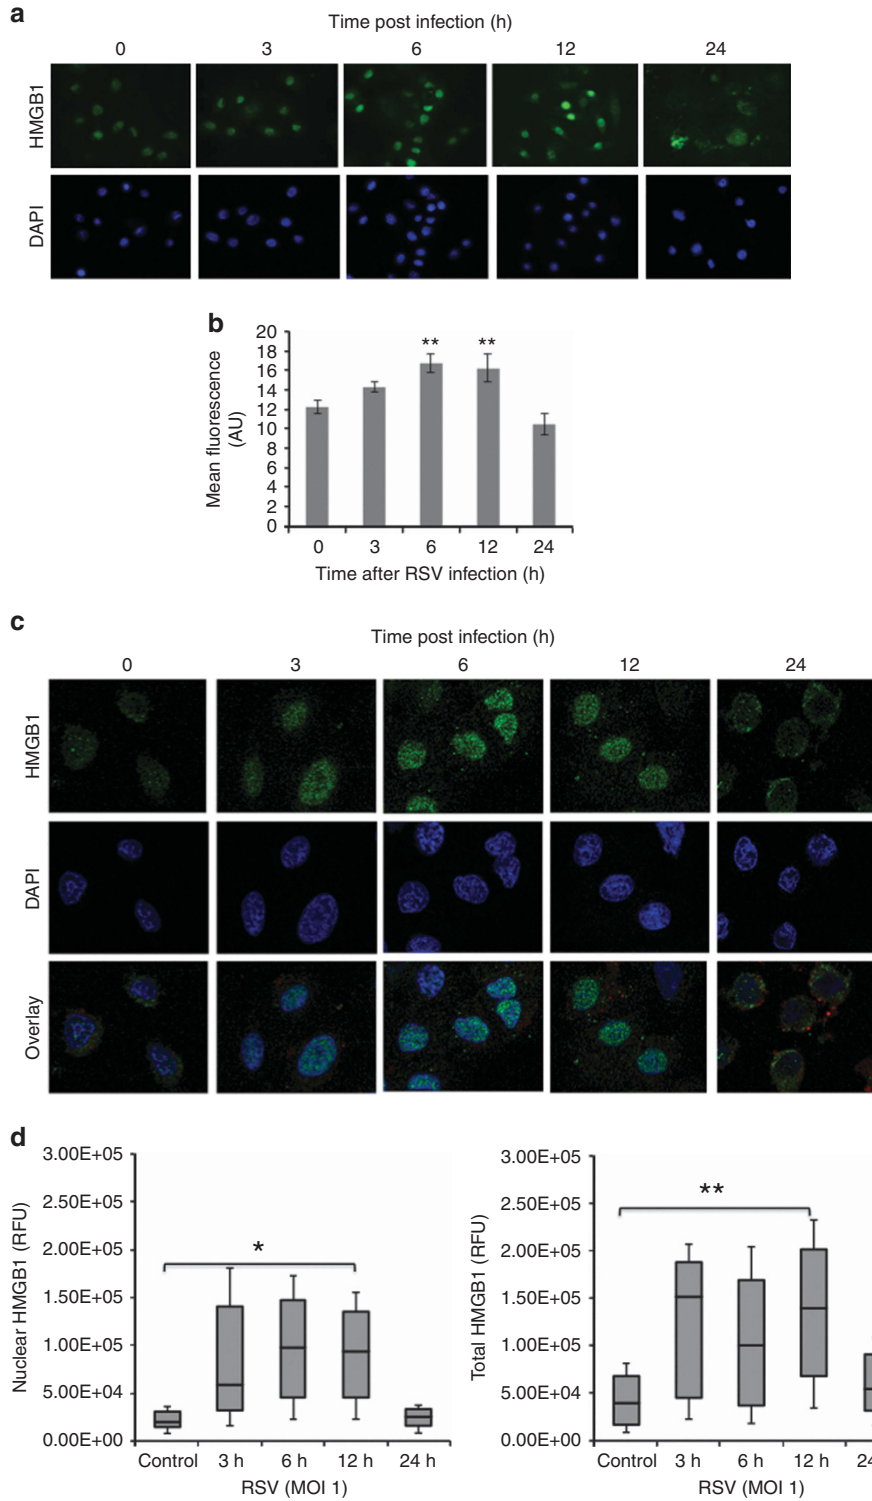 a
Time post infection (h)
0 3 6 12 24
HMGB1
DAPI
b
Mean fluorescence
(AU)
20
18
16
14
12
10
8
6
4
2
0
** **
0 3 6 12 24
Time after RSV infection (h)
c
Time post infection (h)
0 3 6 12 24
HMGB1
DAPI
Overlay
d
Nuclear HMGB1 (RFU)
3.00E+05
2.50E+05
2.00E+05
1.50E+05
1.00E+05
5.00E+04
0.00E+00
*
Control 3 h 6 h 12 h 24 h
RSV (MOI 1)
Total HMGB1 (RFU)
3.00E+05
2.50E+05
2.00E+05
1.50E+05
1.00E+05
5.00E+04
0.00E+00
**
Control 3 h 6 h 12 h 24
RSV (MOI 1)